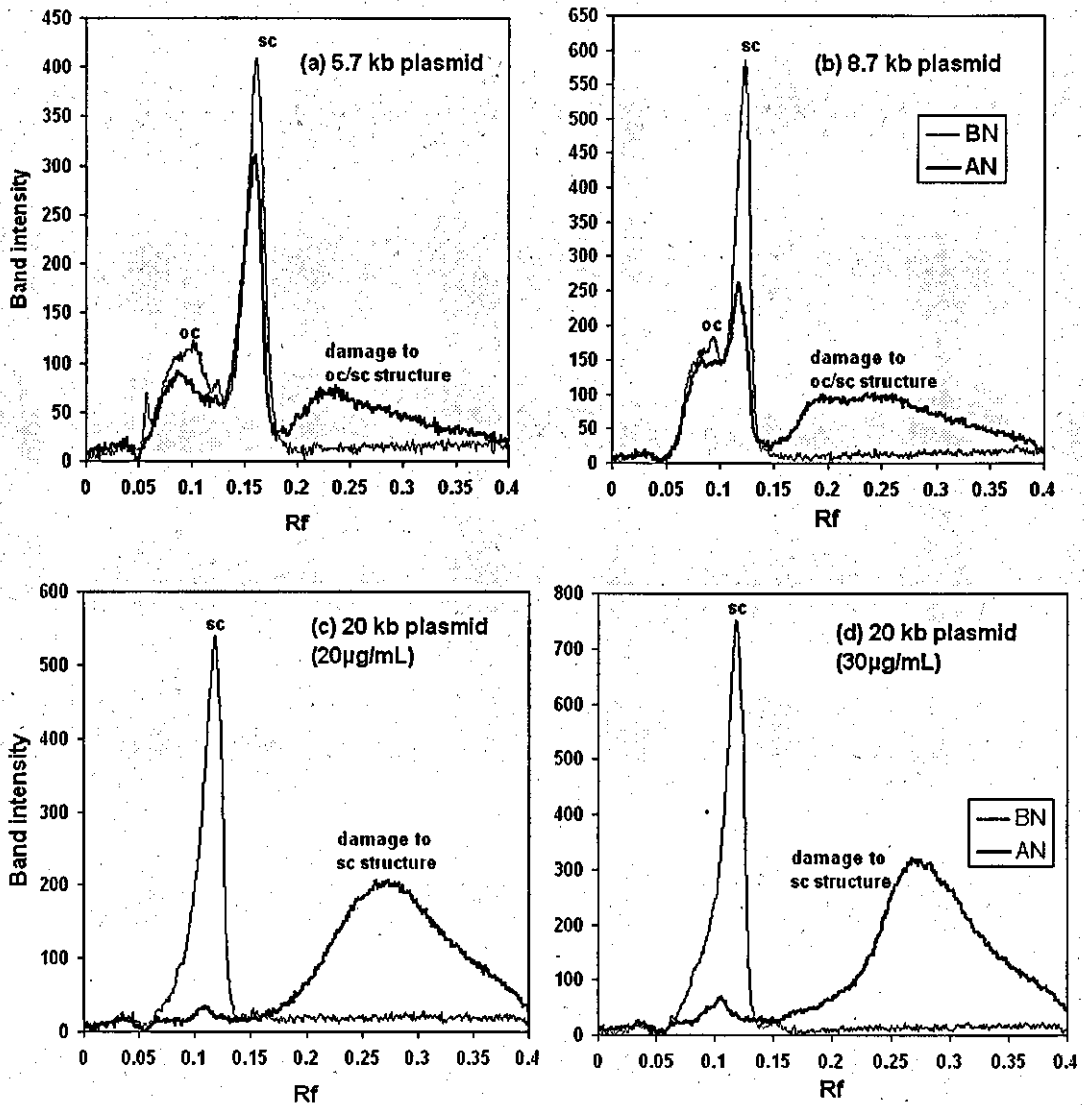 450
400
350
300
250
200
150
100
50
0
Band intensity
sc
(a) 5.7 kb plasmid
oc
damage to
oc/sc structure
0 0.05 0.1 0.15 0.2 0.25 0.3 0.35 0.4
Rf
650
600
550
500
450
400
350
300
250
200
150
100
50
0
sc
(b) 8.7 kb plasmid
BN
AN
oc
damage to
oc/sc structure
0 0.05 0.1 0.15 0.2 0.25 0.3 0.35 0.4
Rf
600
500
400
300
200
100
0
Band intensity
sc
(c) 20 kb plasmid
(20µg/mL)
damage to
sc structure
0 0.05 0.1 0.15 0.2 0.25 0.3 0.35 0.4
Rf
800
700
600
500
400
300
200
100
0
sc
(d) 20 kb plasmid
(30µg/mL)
BN
AN
damage to
sc structure
0 0.05 0.1 0.15 0.2 0.25 0.3 0.35 0.4
Rf